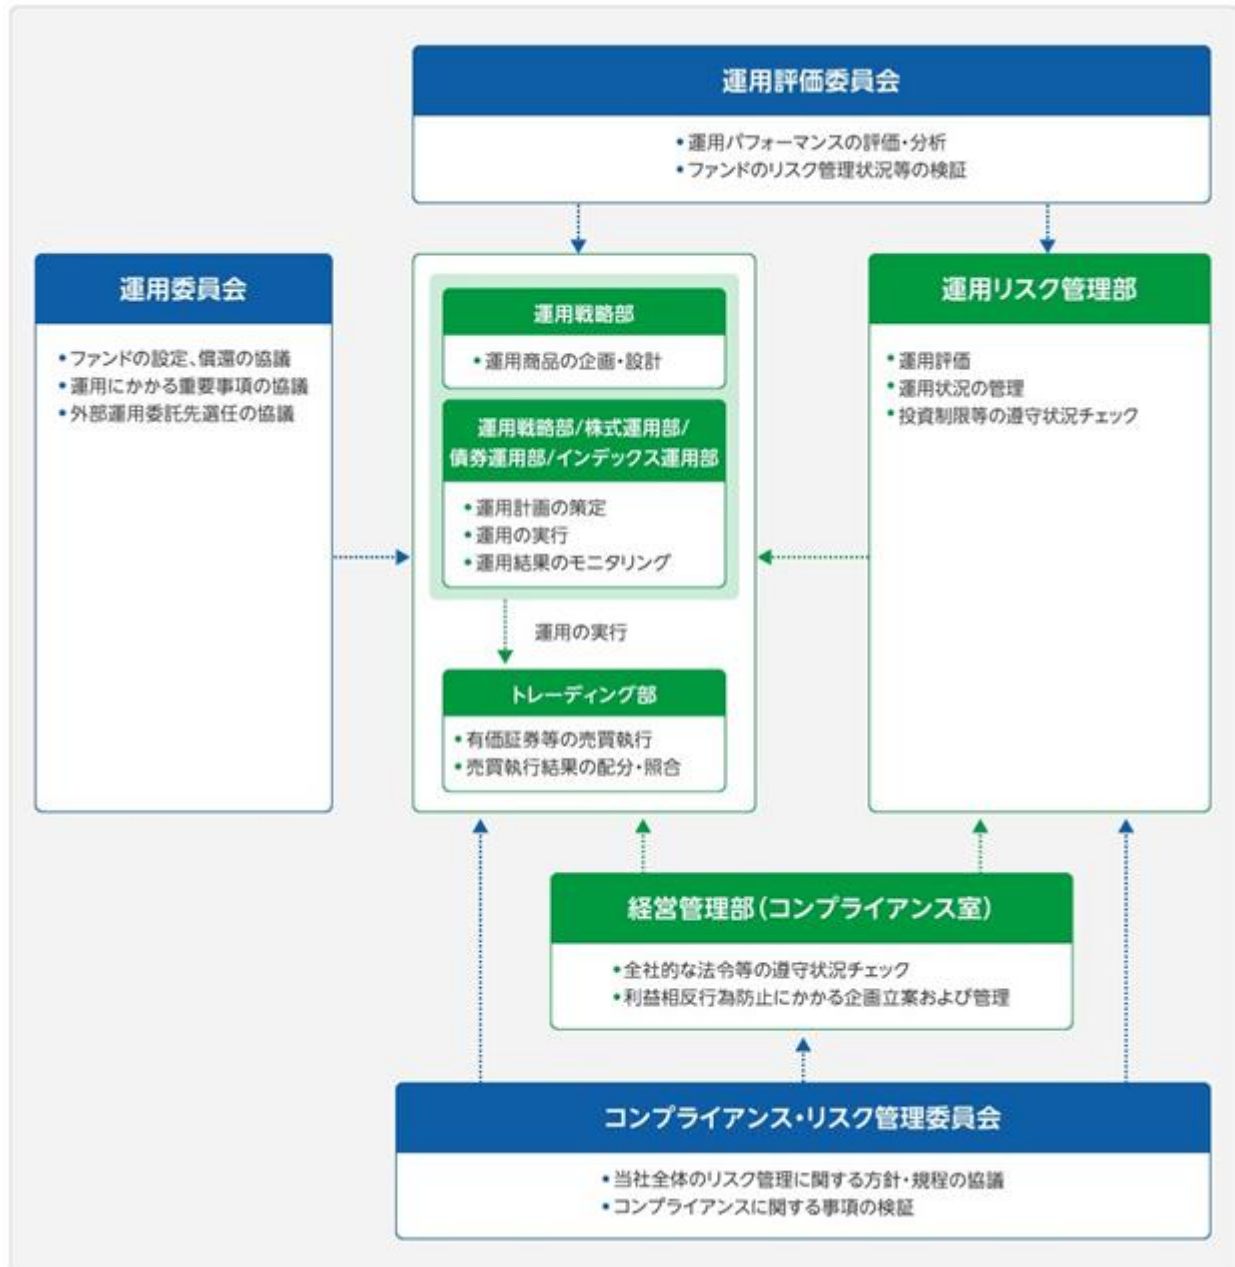 運用評価委員会
•運用パフォーマンスの評価・分析
•ファンドのリスク管理状況等の検証
運用委員会
•ファンドの設定、償還の協議
•運用にかかる重要事項の協議
•外部運用委託先選任の協議
運用戦略部
•運用商品の企画・設計
運用戦略部/株式運用部/
債券運用部/インデックス運用部
•運用計画の策定
•運用の実行
•運用結果のモニタリング
運用の実行
トレーディング部
•有価証券等の売買執行
•売買執行結果の配分・照合
運用リスク管理部
•運用評価
•運用状況の管理
•投資制限等の遵守状況チェック
経営管理部(コンプライアンス室)
•全社的な法令等の遵守状況チェック
•利益相反行為防止にかかる企画立案および管理
コンプライアンス・リスク管理委員会
•当社全体のリスク管理に関する方針・規程の協議
•コンプライアンスに関する事項の検証